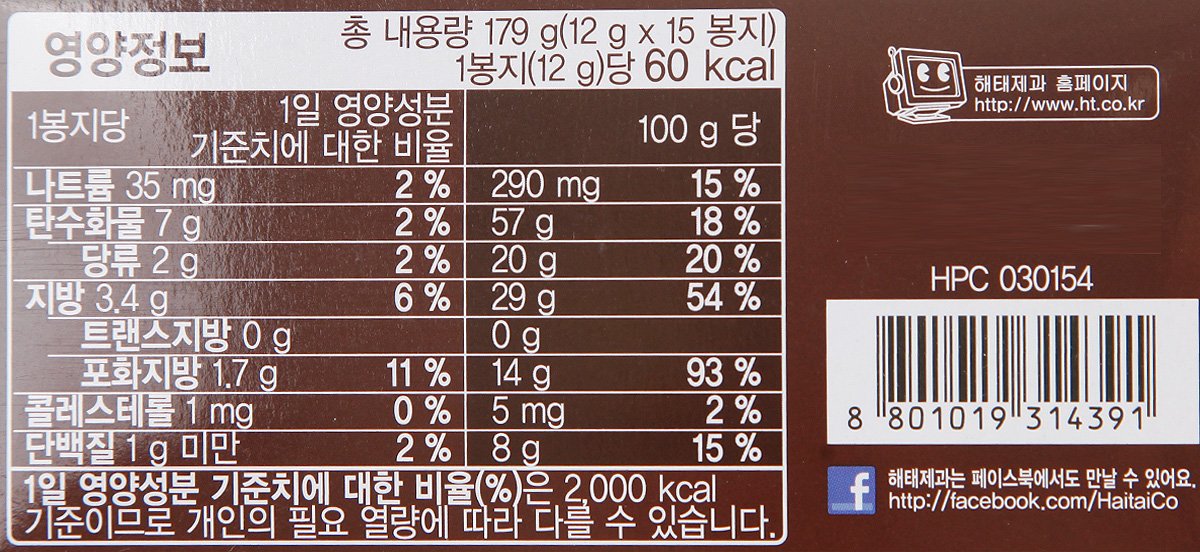 영양정보
총 내용량 179 g(12 g x 15 봉지)
1봉지(12 g)당 60 kcal
1봉지당 1일 영양성분 기준치에 대한 비율 100 g 당
나트륨 35 mg 2 % 290 mg 15 %
탄수화물 7 g 2 % 57 g 18 %
당류 2 g 2 % 20 g 20 %
지방 3.4 g 6 % 29 g 54 %
트랜스지방 0 g 0 g
포화지방 1.7 g 11 % 14 g 93 %
콜레스테롤 1 mg 0 % 5 mg 2 %
단백질 1 g 미만 2 % 8 g 15 %
1일 영양성분 기준치에 대한 비율(%)은 2,000 kcal
기준이므로 개인의 필요 열량에 따라 다를 수 있습니다.
해태제과 홈페이지
http://www.ht.co.kr
HPC 030154
8 801019 314391
f
해태제과는 페이스북에서도 만날 수 있어요.
http://facebook.com/HaitaiCo